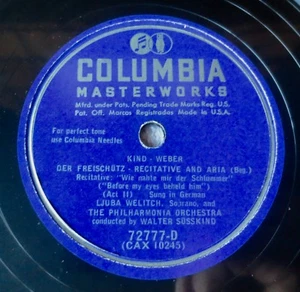 COLUMBIA
MASTERWORKS
Mfrd. under Pats. Pending Trade Marks Reg. U.S.
Pat. Off. Marcas Registradas Made in U.S.A.
For perfect tone
use Columbia Needles
KIND - WEBER
DER FREISCHÜTZ - RECITATIVE AND ARIA (Beg.)
Recitative: "Wie nahte mir der Schlummer"
("Before my eyes beheld him")
(Act II) Sung in German
LJUBA WELITCH, Soprano, and
THE PHILHARMONIA ORCHESTRA
conducted by WALTER SÜSSKIND
72777-D
(CAX 10245)